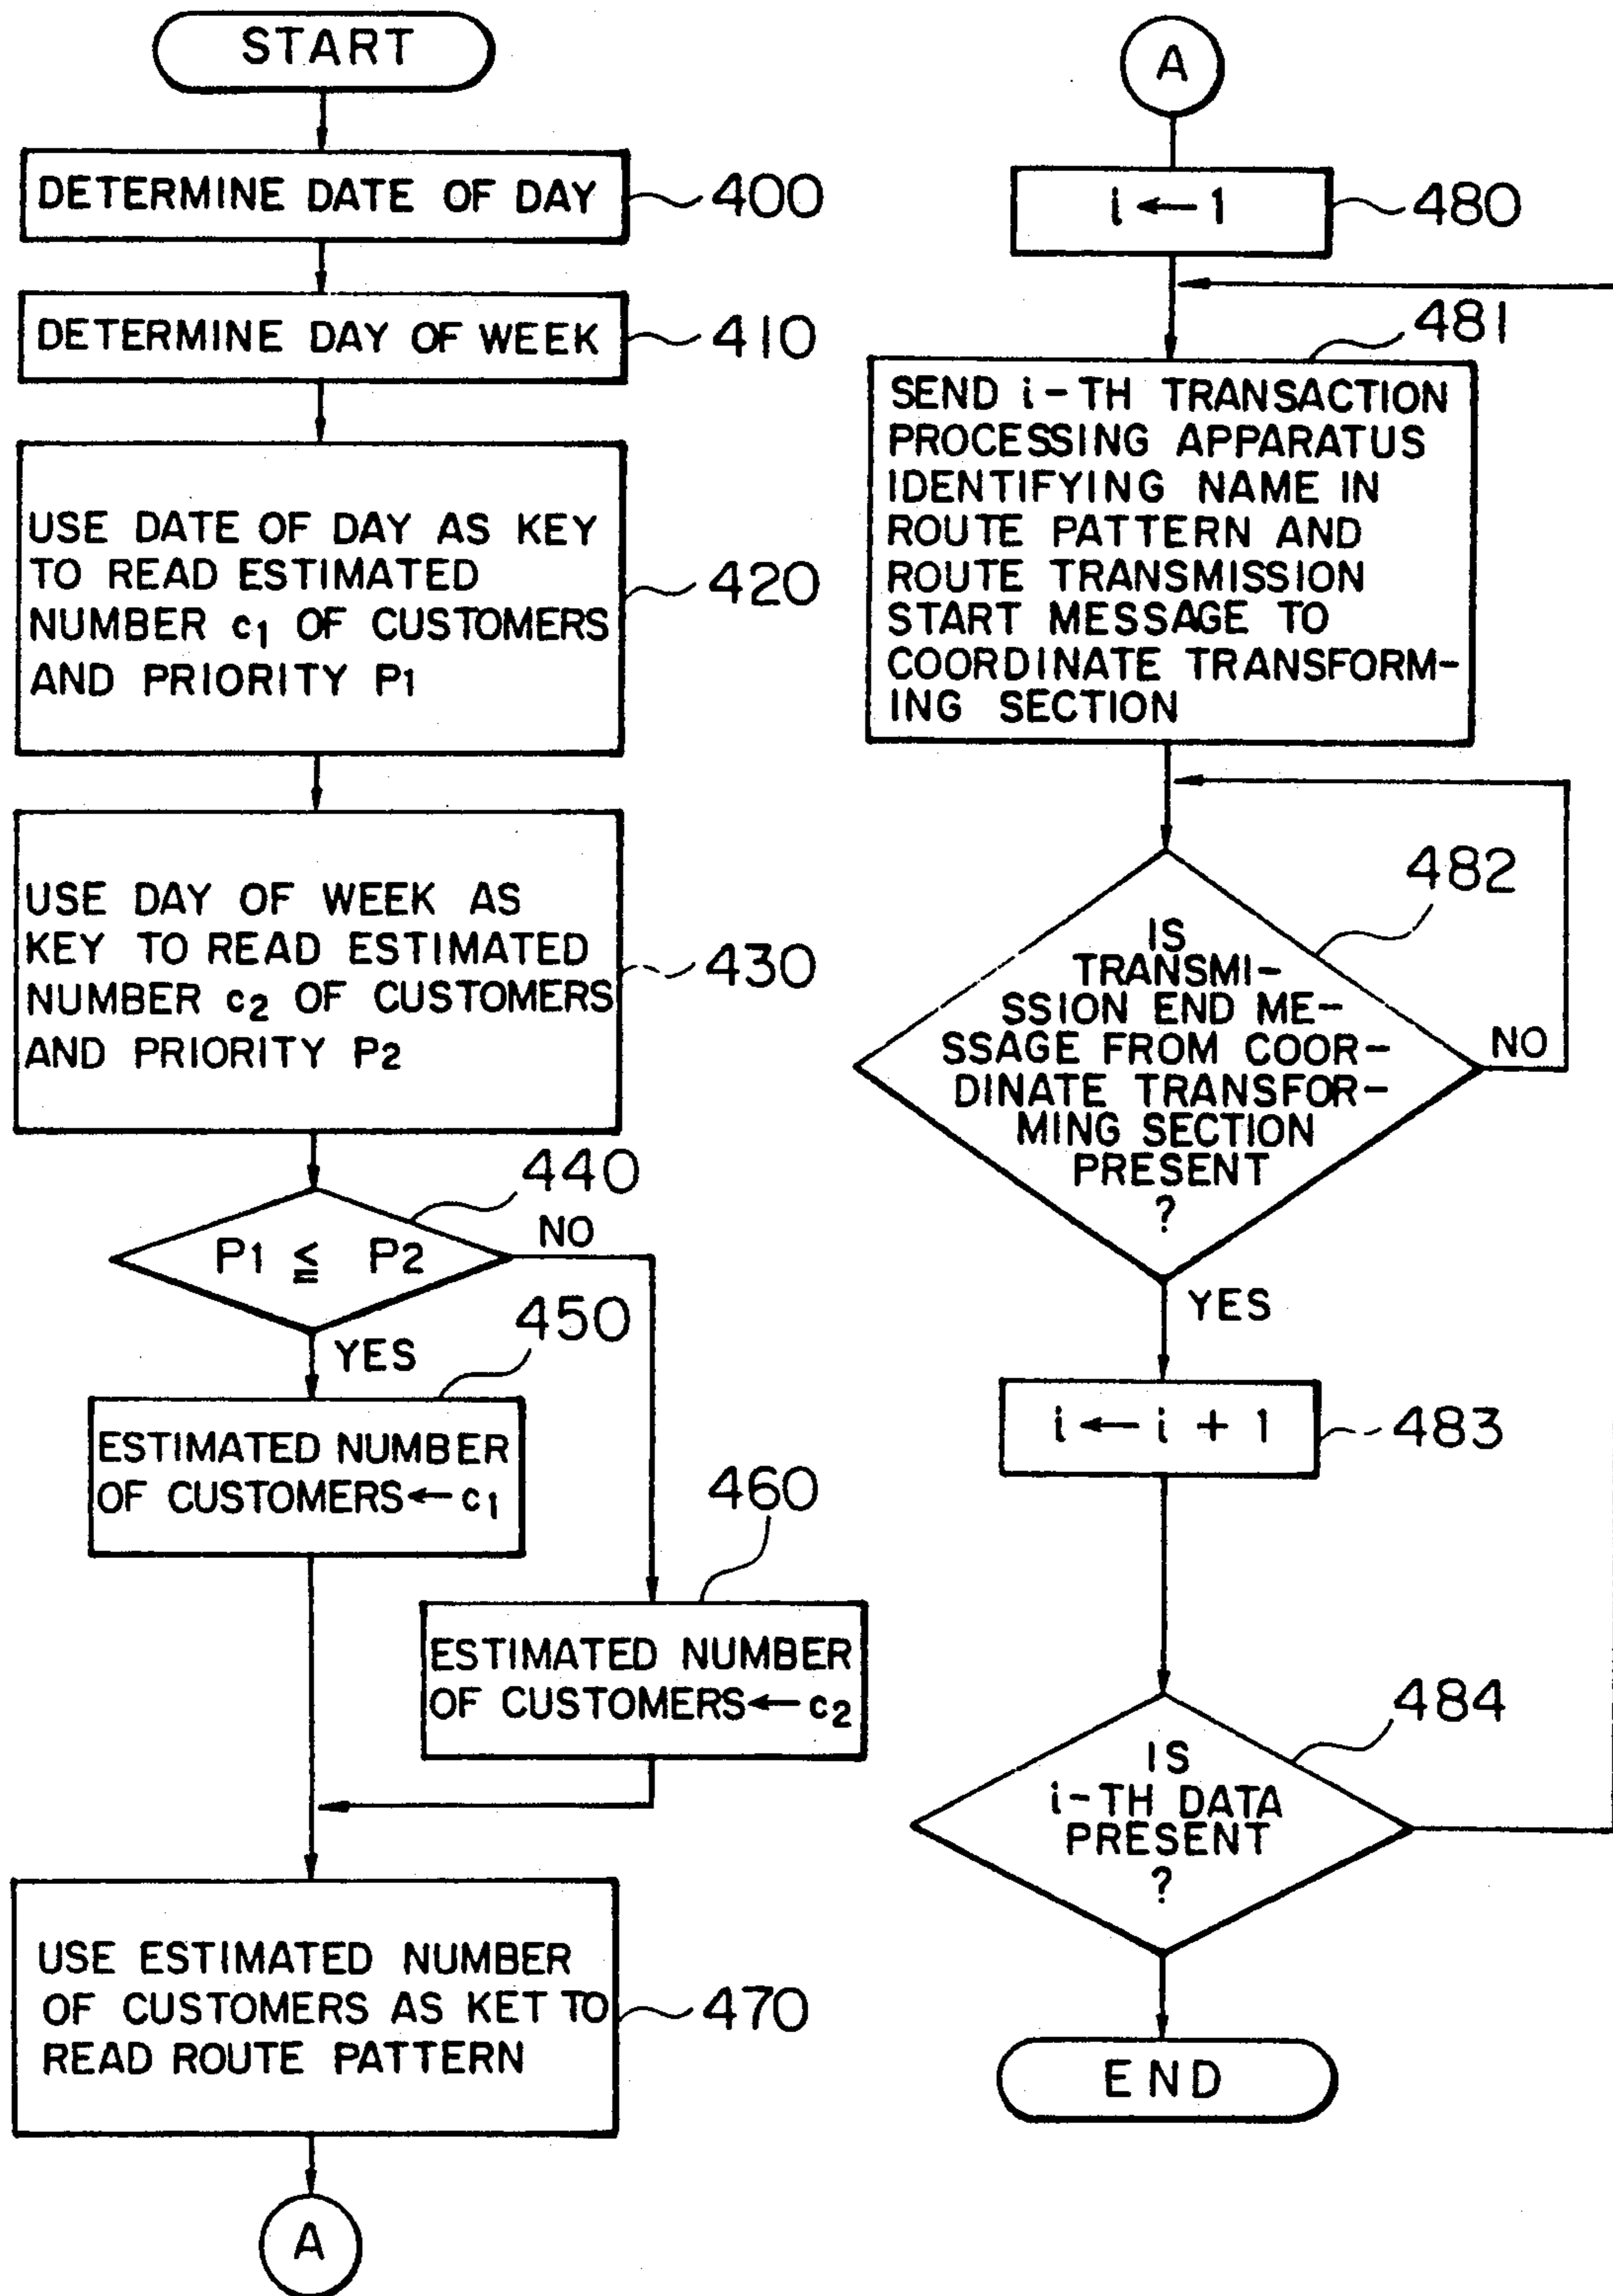 START
DETERMINE DATE OF DAY
400
DETERMINE DAY OF WEEK
410
USE DATE OF DAY AS KEY
TO READ ESTIMATED
NUMBER c1 OF CUSTOMERS
AND PRIORITY P1
420
USE DAY OF WEEK AS
KEY TO READ ESTIMATED
NUMBER c2 OF CUSTOMERS
AND PRIORITY P2
430
440
P1 ≦ P2
NO
YES
450
ESTIMATED NUMBER
OF CUSTOMERS ← c1
460
ESTIMATED NUMBER
OF CUSTOMERS ← c2
USE ESTIMATED NUMBER
OF CUSTOMERS AS KET TO
READ ROUTE PATTERN
470
A
A
i ← 1
480
481
SEND i-TH TRANSACTION
PROCESSING APPARATUS
IDENTIFYING NAME IN
ROUTE PATTERN AND
ROUTE TRANSMISSION
START MESSAGE TO
COORDINATE TRANSFORM-
ING SECTION
482
IS
TRANSMI-
SSION END ME-
SSAGE FROM COOR-
DINATE TRANSFOR-
MING SECTION
PRESENT
?
NO
YES
i ← i + 1
483
484
IS
i-TH DATA
PRESENT
?
END